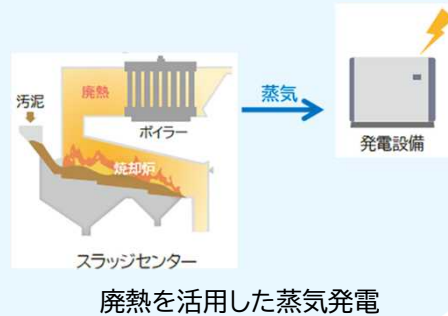 廃熱
汚泥
ボイラー
焼却炉
スラッジセンター
蒸気
発電設備
廃熱を活用した蒸気発電